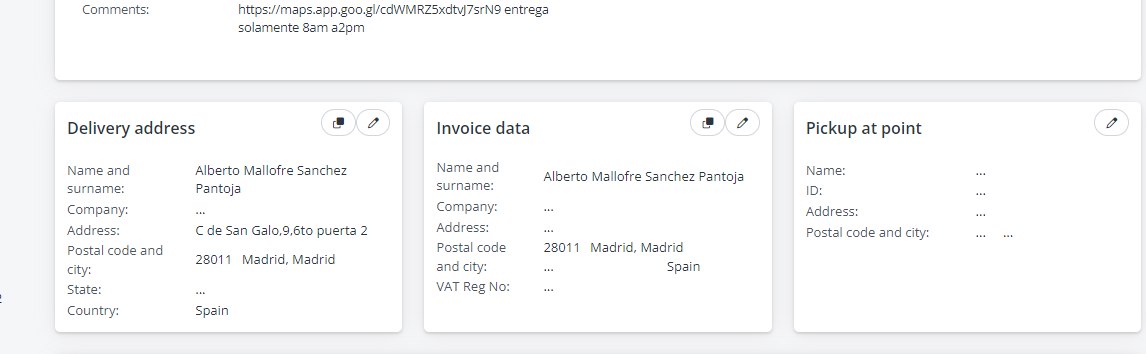 Comments: https://maps.app.goo.gl/cdWMRZ5xdtvJ7srN9 entrega
solamente 8am a2pm
Delivery address
Name and Alberto Mallofre Sanchez
surname: Pantoja
Company: ...
Address: C de San Galo,9,6to puerta 2
Postal code and
city: 28011 Madrid, Madrid
State: ...
Country: Spain
Invoice data
Name and
surname: Alberto Mallofre Sanchez Pantoja
Company: ...
Address: ...
Postal code 28011 Madrid, Madrid
and city: ... Spain
VAT Reg No: ...
Pickup at point
Name: ...
ID: ...
Address: ...
Postal code and city: ... ...